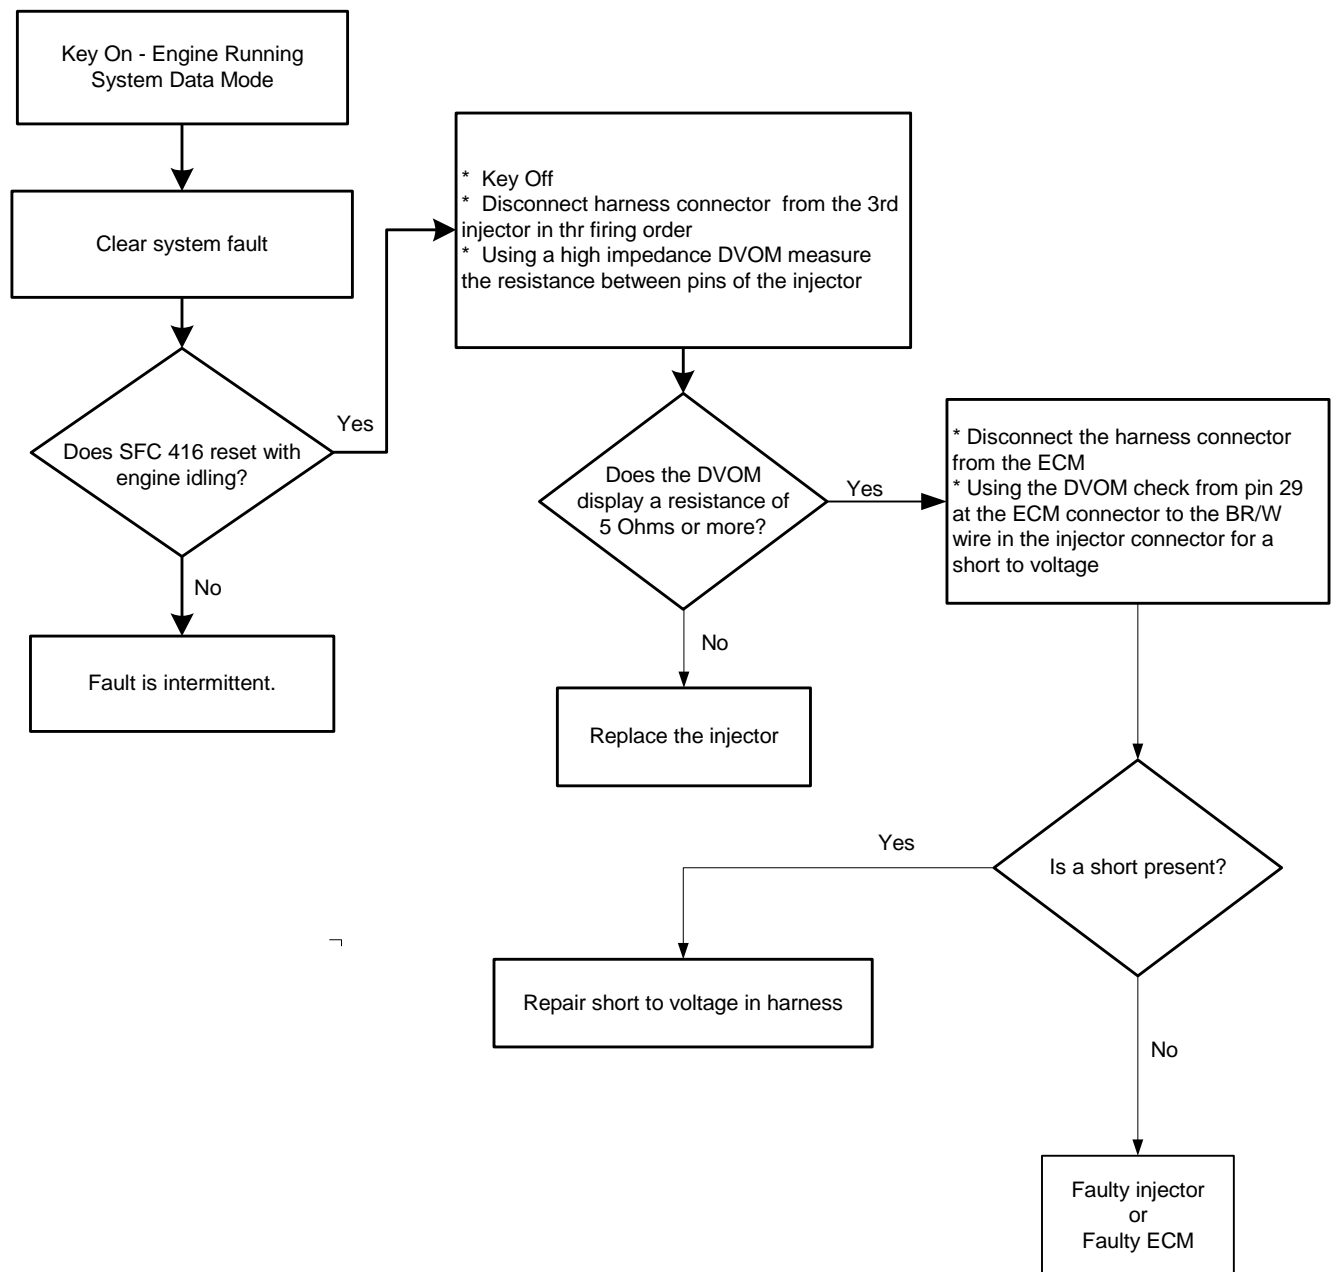 Key On - Engine Running
System Data Mode
Clear system fault
Does SFC 416 reset with
engine idling?
Yes
No
Fault is intermittent.
* Key Off
* Disconnect harness connector from the 3rd
injector in thr firing order
* Using a high impedance DVOM measure
the resistance between pins of the injector
Does the DVOM
display a resistance of
5 Ohms or more?
Yes
No
Replace the injector
* Disconnect the harness connector
from the ECM
* Using the DVOM check from pin 29
at the ECM connector to the BR/W
wire in the injector connector for a
short to voltage
Is a short present?
Yes
Repair short to voltage in harness
No
Faulty injector
or
Faulty ECM